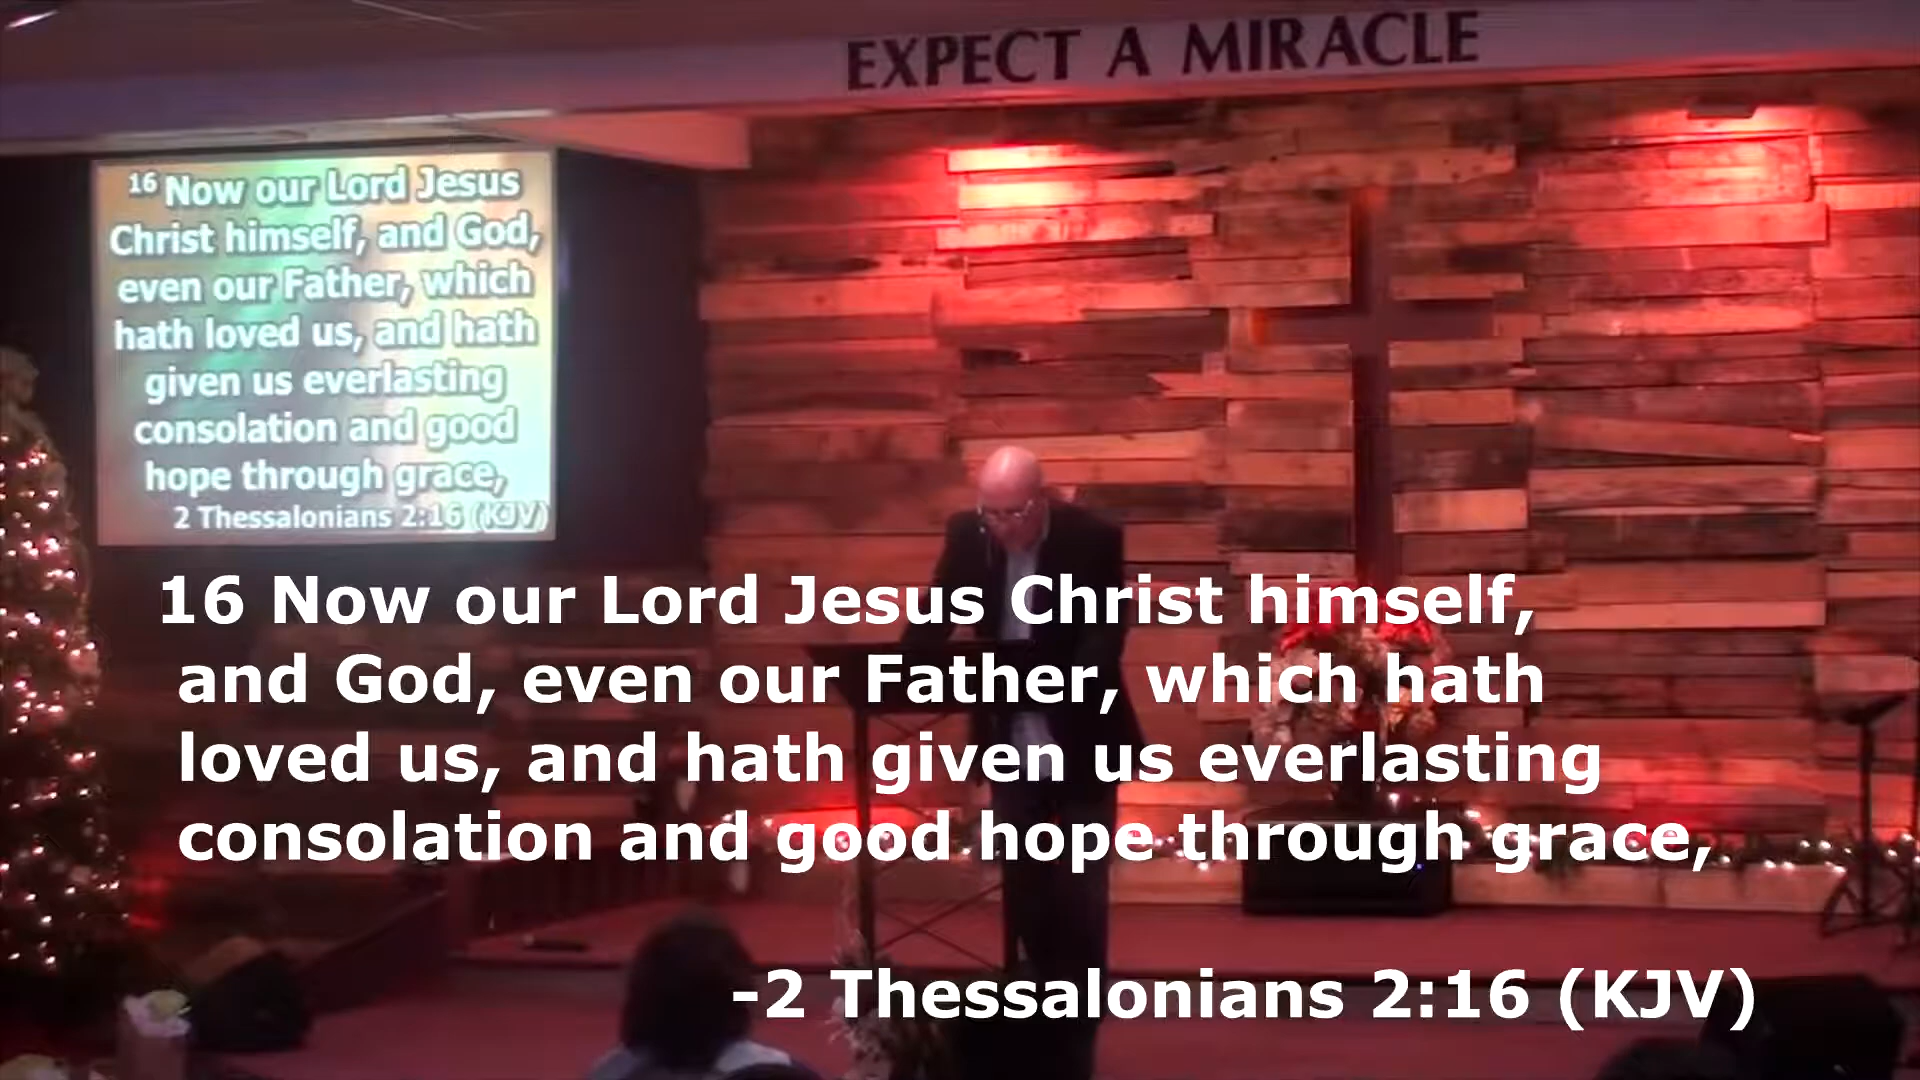 EXPECT A MIRACLE
16 Now our Lord Jesus
Christ himself, and God,
even our Father, which
hath loved us, and hath
given us everlasting
consolation and good
hope through grace,
2 Thessalonians 2:16 (KJV)
16 Now our Lord Jesus Christ himself,
and God, even our Father, which hath
loved us, and hath given us everlasting
consolation and good hope through grace,
-2 Thessalonians 2:16 (KJV)